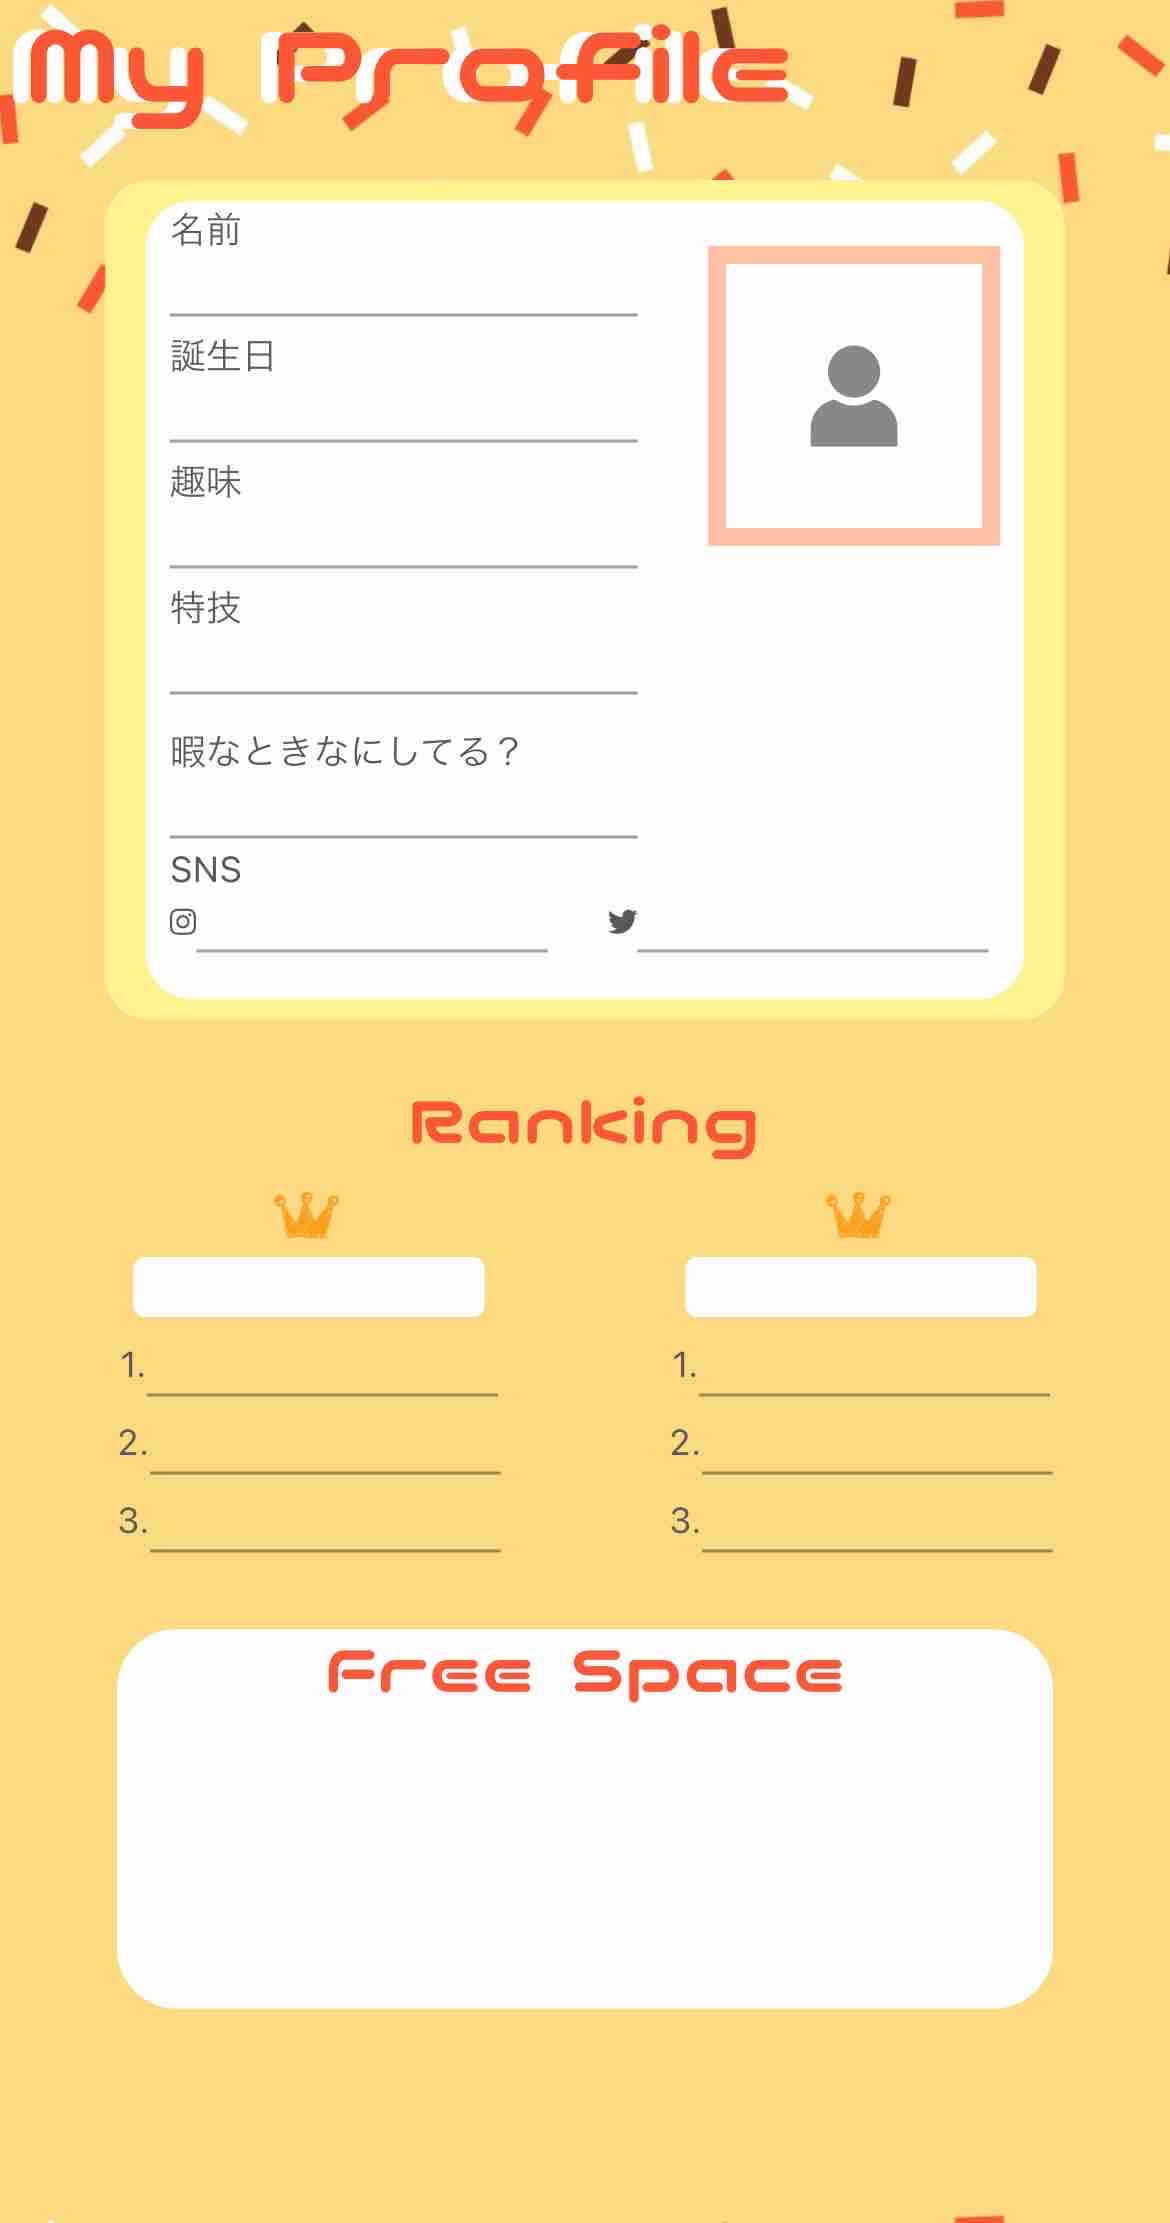 My Profile
名前
誕生日
趣味
特技
暇なときなにしてる？
SNS
Ranking
1.
1.
2.
2.
3.
3.
Free Space